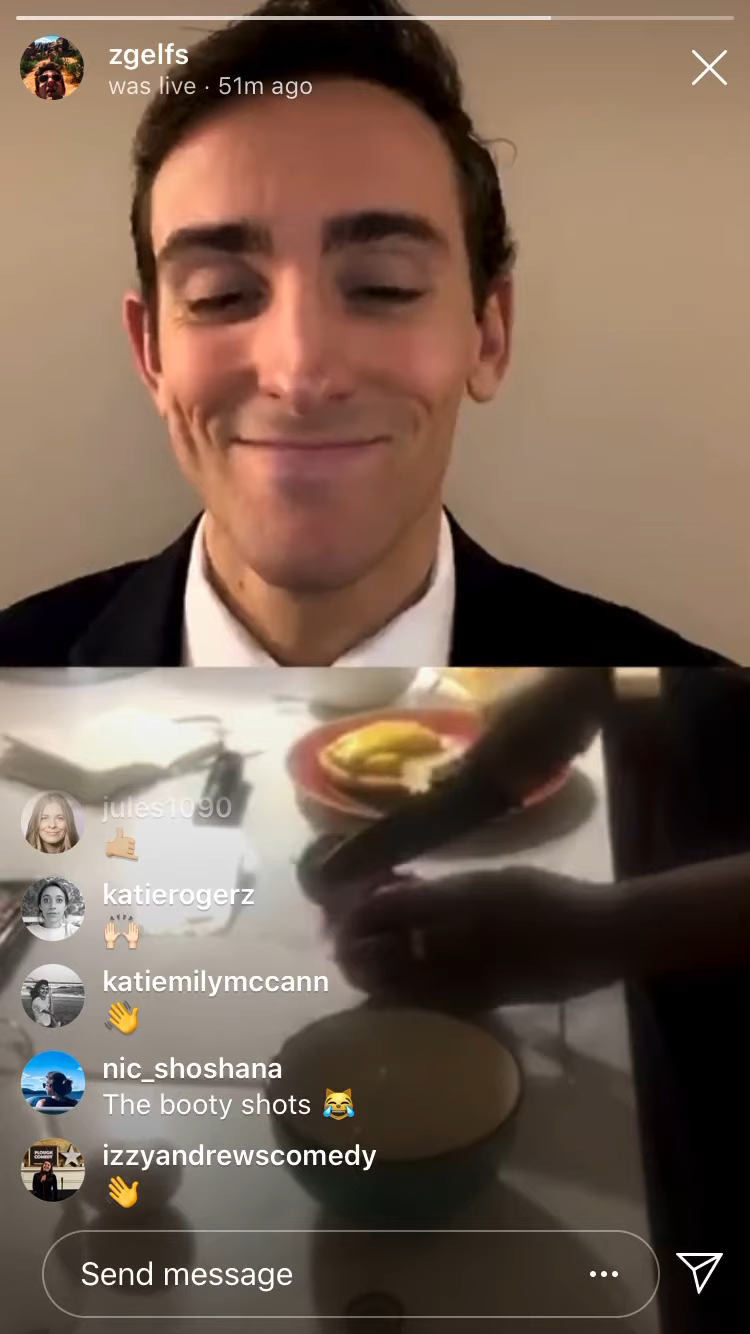 zgelfs
was live · 51m ago
jules1090
🤙🏼
katierogerz
🙌🏻
katiemilymccann
👋
nic_shoshana
The booty shots 😹
izzyandrewscomedy
👋
Send message